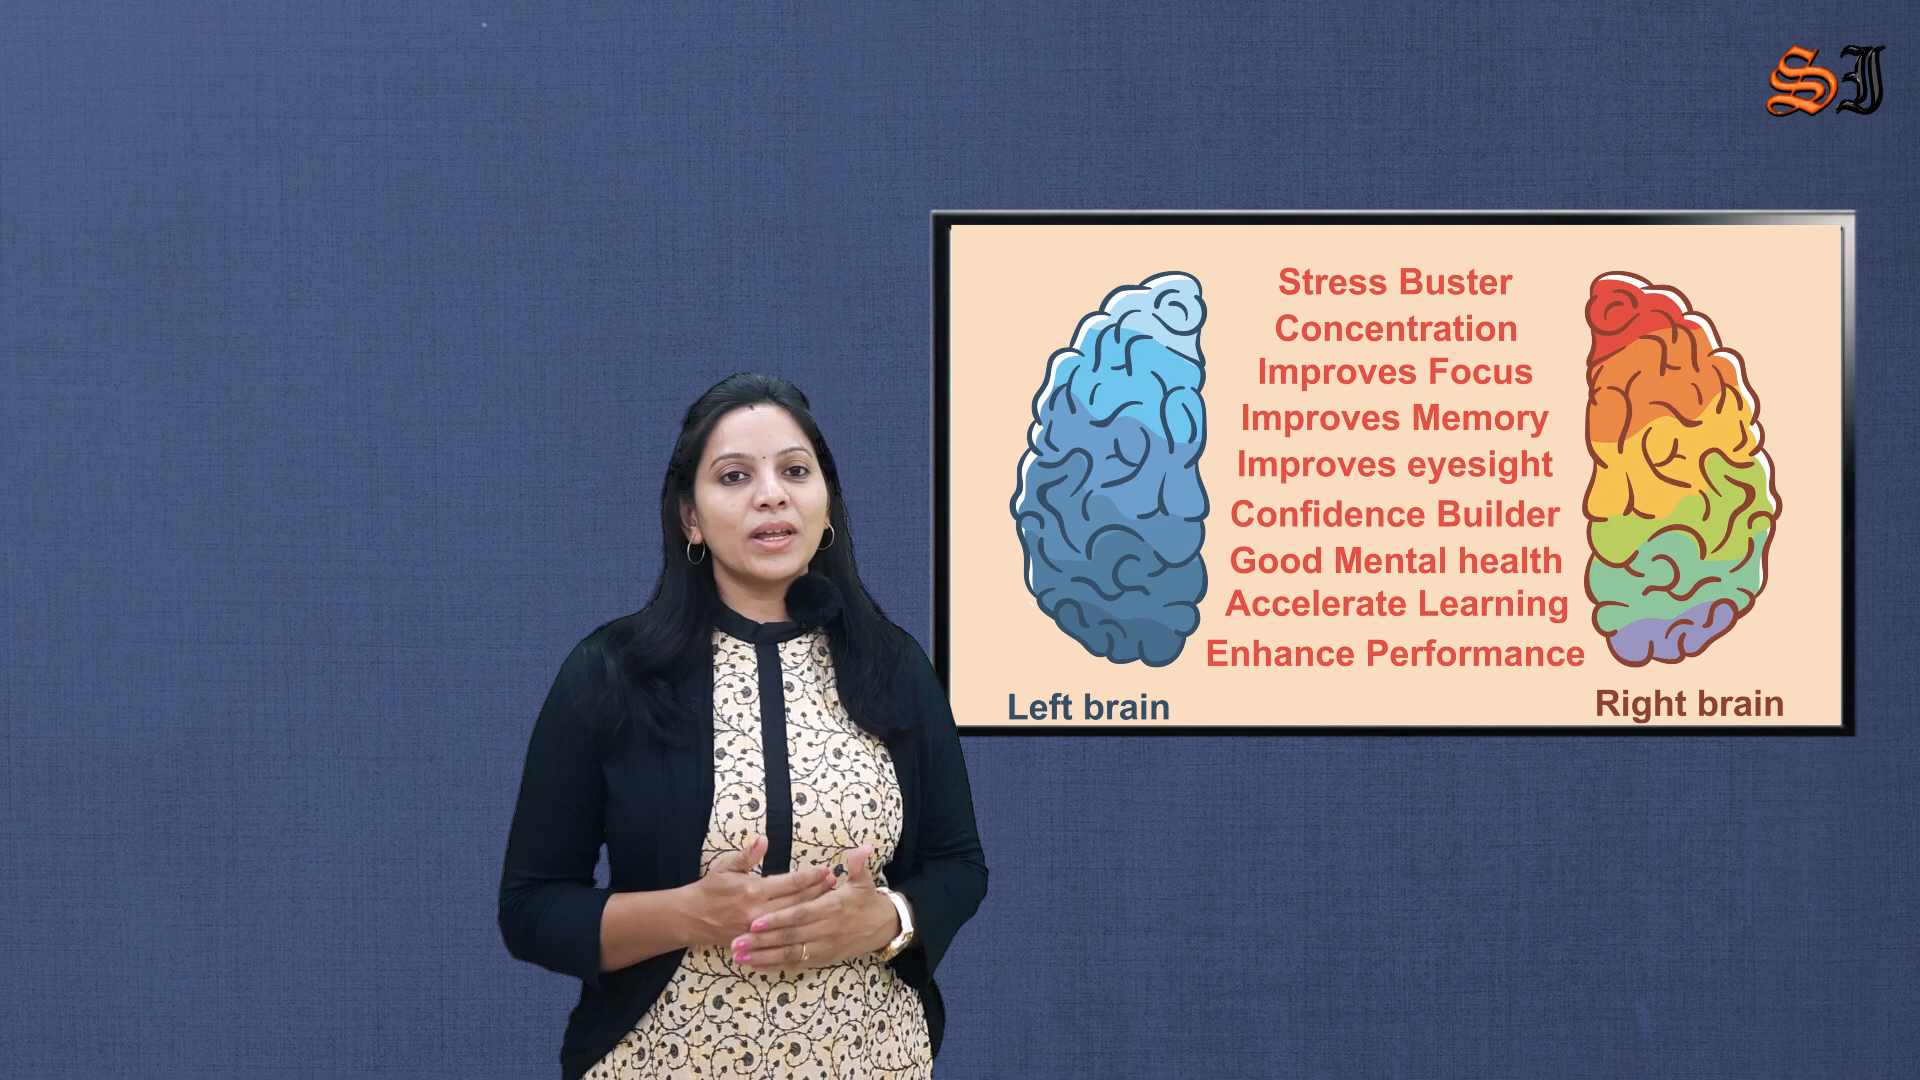 SJ
Stress Buster
Concentration
Improves Focus
Improves Memory
Improves eyesight
Confidence Builder
Good Mental health
Accelerate Learning
Enhance Performance
Left brain
Right brain